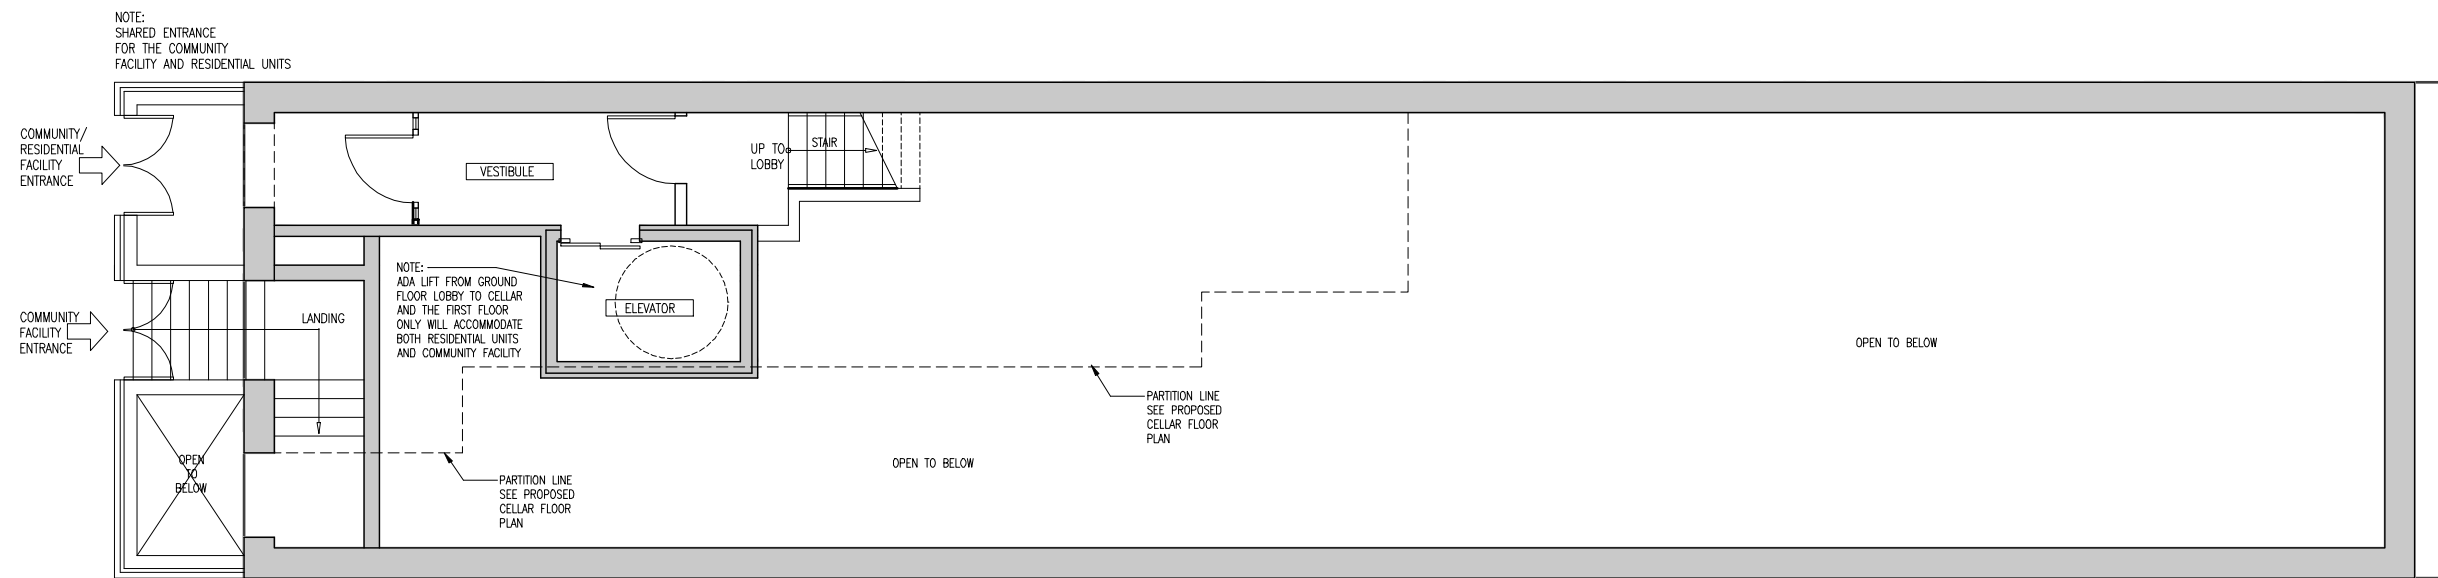 NOTE:
SHARED ENTRANCE
FOR THE COMMUNITY
FACILITY AND RESIDENTIAL UNITS
COMMUNITY/
RESIDENTIAL
FACILITY
ENTRANCE
VESTIBULE
UP TO
LOBBY
STAIR
NOTE:
ADA LIFT FROM GROUND
FLOOR LOBBY TO CELLAR
AND THE FIRST FLOOR
ONLY WILL ACCOMMODATE
BOTH RESIDENTIAL UNITS
AND COMMUNITY FACILITY
ELEVATOR
COMMUNITY
FACILITY
ENTRANCE
LANDING
OPEN TO BELOW
PARTITION LINE
SEE PROPOSED
CELLAR FLOOR
PLAN
OPEN
TO
BELOW
OPEN TO BELOW
PARTITION LINE
SEE PROPOSED
CELLAR FLOOR
PLAN